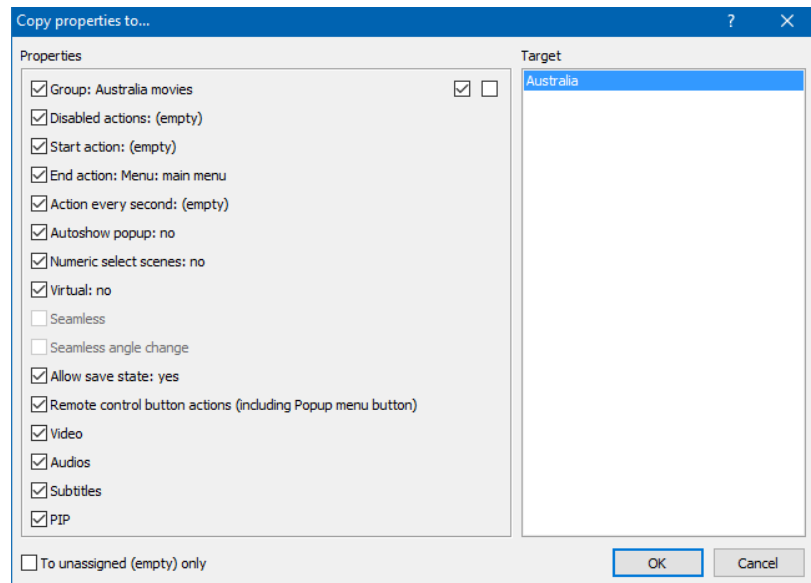 Copy properties to...
Properties
Group: Australia movies
Disabled actions: (empty)
Start action: (empty)
End action: Menu: main menu
Action every second: (empty)
Autoshow popup: no
Numeric select scenes: no
Virtual: no
Seamless
Seamless angle change
Allow save state: yes
Remote control button actions (including Popup menu button)
Video
Audios
Subtitles
PIP
To unassigned (empty) only
Target
Australia
OK
Cancel